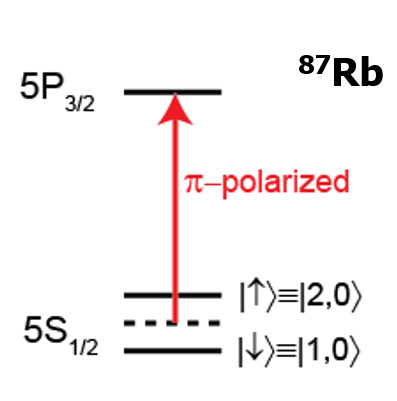 ⁸⁷Rb
5P₃/₂
π–polarized
|↑⟩≡|2,0⟩
5S₁/₂
|↓⟩≡|1,0⟩